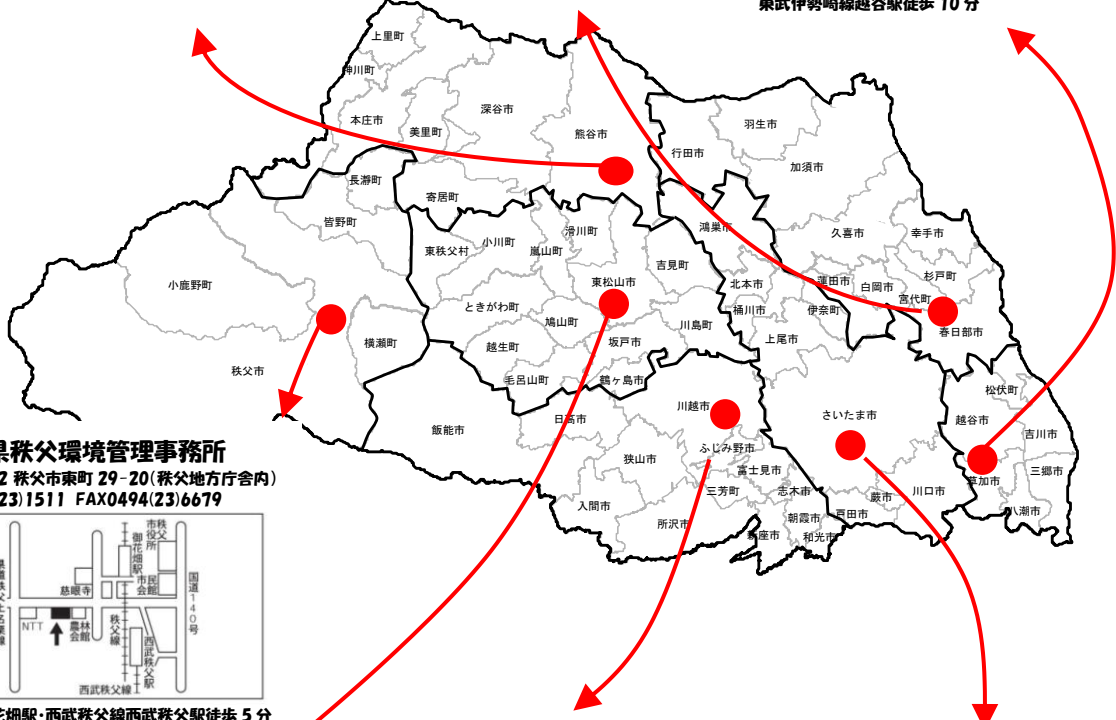 東武伊勢崎線越谷駅徒歩 10 分
上里町
神川町
本庄市
美里町
深谷市
熊谷市
行田市
羽生市
加須市
長瀞町
寄居町
皆野町
小鹿野町
秩父市
横瀬町
東秩父村
小川町
嵐山町
滑川町
東松山市
吉見町
ときがわ町
鳩山町
川島町
越生町
坂戸市
毛呂山町
鶴ヶ島市
鴻巣市
北本市
桶川市
上尾市
伊奈町
蓮田市
白岡市
久喜市
幸手市
杉戸町
宮代町
春日部市
飯能市
日高市
川越市
狭山市
ふじみ野市
富士見市
三芳町
志木市
入間市
所沢市
朝霞市
新座市
和光市
さいたま市
戸田市
蕨市
川口市
松伏町
越谷市
吉川市
三郷市
草加市
八潮市
県秩父環境管理事務所
2 秩父市東町 29-20(秩父地方庁舎内)
23)1511 FAX0494(23)6679
秩父市役所
御花畑駅
市民会館
慈眼寺
国道140号
NTT
農林会館
秩父線
西武秩父駅
西武秩父線
花畑駅・西武秩父線西武秩父駅徒歩 5 分